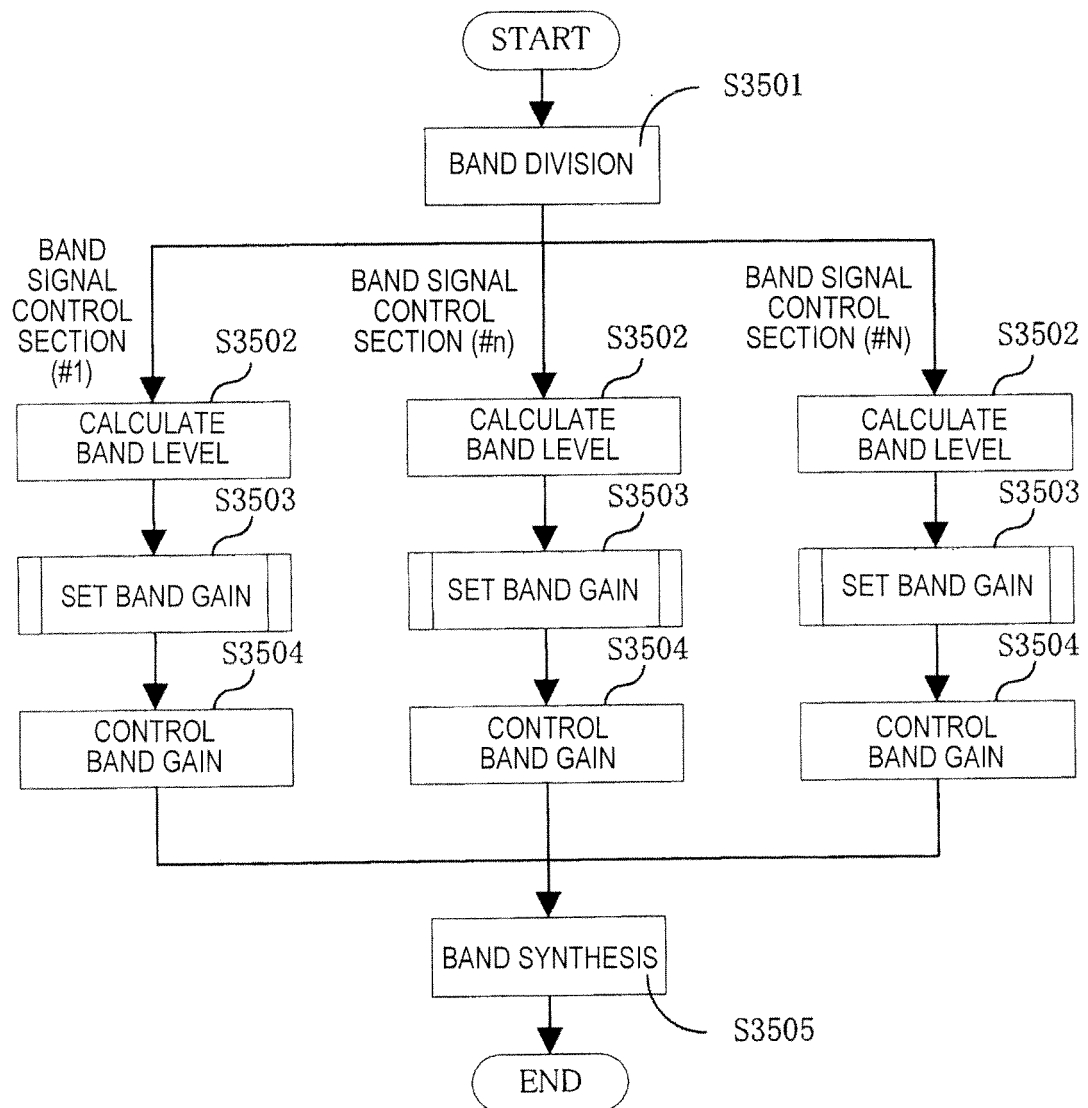 START
S3501
BAND DIVISION
BAND
SIGNAL
CONTROL
SECTION
(#1)
BAND SIGNAL
CONTROL
SECTION (#n)
BAND SIGNAL
CONTROL
SECTION (#N)
S3502
S3502
S3502
CALCULATE
BAND LEVEL
CALCULATE
BAND LEVEL
CALCULATE
BAND LEVEL
S3503
S3503
S3503
SET BAND GAIN
SET BAND GAIN
SET BAND GAIN
S3504
S3504
S3504
CONTROL
BAND GAIN
CONTROL
BAND GAIN
CONTROL
BAND GAIN
BAND SYNTHESIS
S3505
END